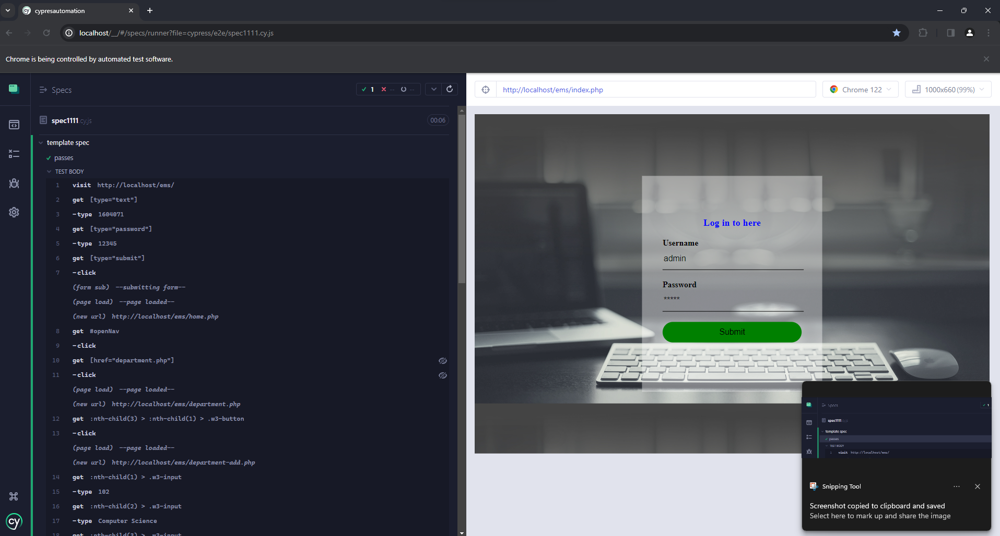 cypresautomation
localhost/__/#/specs/runner?file=cypress/e2e/spec1111.cy.js
Chrome is being controlled by automated test software.
Specs
1 -- --
spec1111.cy.js
00:06
template spec
passes
TEST BODY
1 visit http://localhost/ems/
2 get [type="text"]
3 -type 1604071
4 get [type="password"]
5 -type 12345
6 get [type="submit"]
7 -click
(form sub) --submitting form--
(page load) --page loaded--
(new url) http://localhost/ems/home.php
8 get #openNav
9 -click
10 get [href="department.php"]
11 -click
(page load) --page loaded--
(new url) http://localhost/ems/department.php
12 get :nth-child(3) > :nth-child(1) > .w3-button
13 -click
(page load) --page loaded--
(new url) http://localhost/ems/department-add.php
14 get :nth-child(1) > .w3-input
15 -type 102
16 get :nth-child(2) > .w3-input
17 -type Computer Science
18 get :nth-child(3) > .w3-input
cy
http://localhost/ems/index.php
Chrome 122
1000x660 (99%)
Log in to here
Username
admin
Password
*****
Submit
Specs
1
spec1111.cy.js
template spec
passes
TEST BODY
1 visit http://localhost/ems/
Snipping Tool
Screenshot copied to clipboard and saved
Select here to mark up and share the image